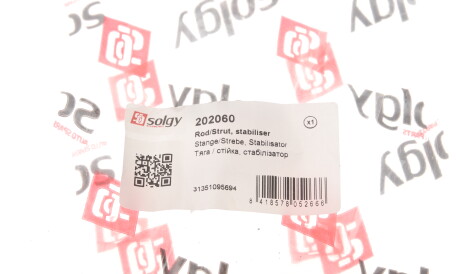 Solgy
202060
x1
Rod/Strut, stabiliser
Stange/Strebe, Stabilisator
Тяга / стійка, стабілізатор
31351095694
8 418578 052668